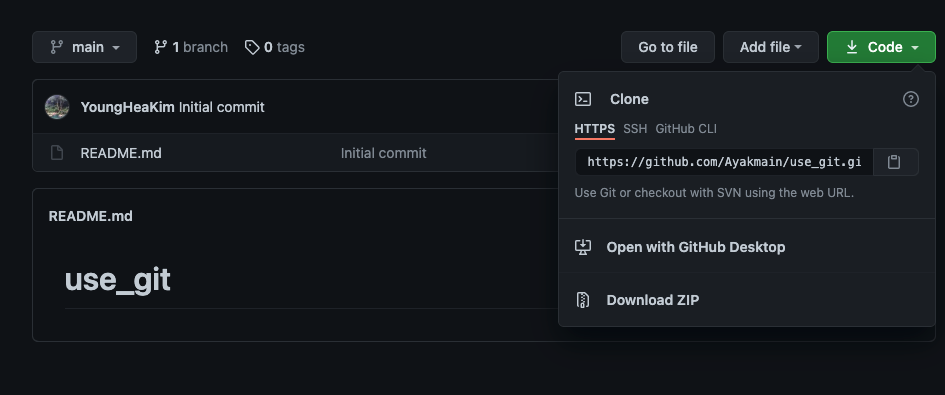 main 1 branch 0 tags Go to file Add file Code
YoungHeaKim Initial commit
README.md Initial commit
README.md
use_git
Clone
HTTPS SSH GitHub CLI
https://github.com/Ayakmain/use_git.gi
Use Git or checkout with SVN using the web URL.
Open with GitHub Desktop
Download ZIP